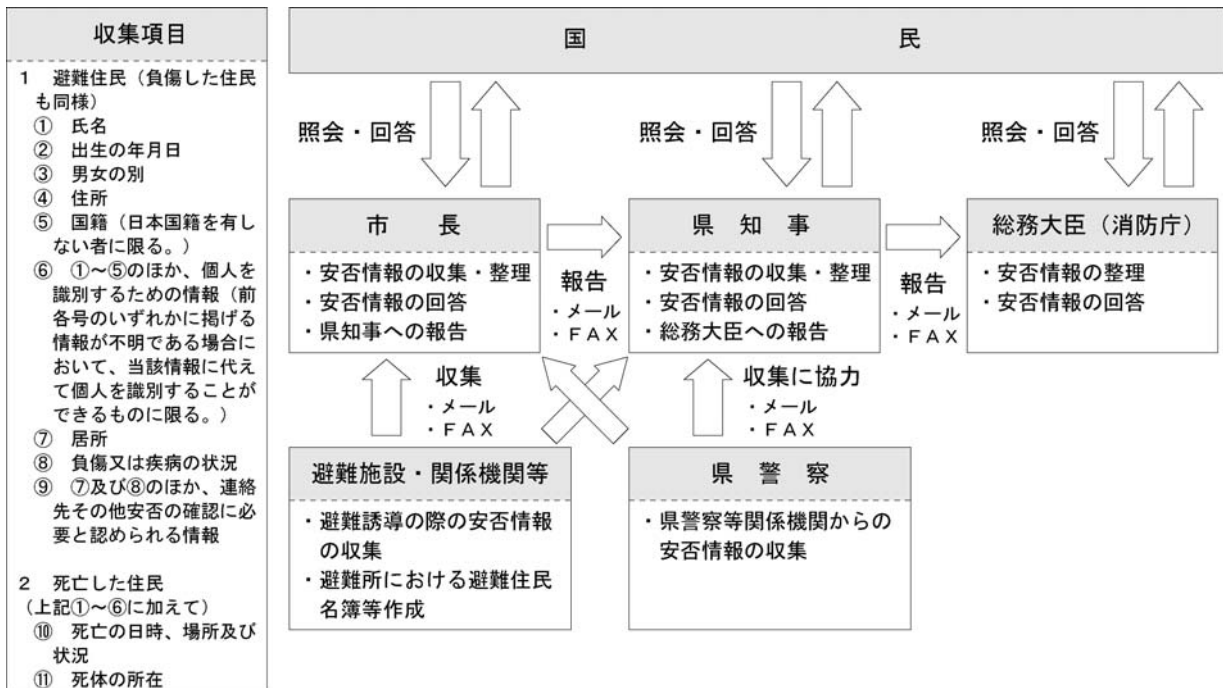 収集項目
1　避難住民（負傷した住民
も同様）
①　氏名
②　出生の年月日
③　男女の別
④　住所
⑤　国籍（日本国籍を有し
ない者に限る。）
⑥　①～⑤のほか、個人を
識別するための情報（前
各号のいずれかに掲げる
情報が不明である場合に
おいて、当該情報に代え
て個人を識別することが
できるものに限る。）
⑦　居所
⑧　負傷又は疾病の状況
⑨　⑦及び⑧のほか、連絡
先その他安否の確認に必
要と認められる情報
2　死亡した住民
（上記①～⑥に加えて）
⑩　死亡の日時、場所及び
状況
⑪　死体の所在
国　民
照会・回答
照会・回答
照会・回答
市　長
・安否情報の収集・整理
・安否情報の回答
・県知事への報告
報告
・メール
・ＦＡＸ
県　知　事
・安否情報の収集・整理
・安否情報の回答
・総務大臣への報告
報告
・メール
・ＦＡＸ
総務大臣（消防庁）
・安否情報の整理
・安否情報の回答
収集
・メール
・ＦＡＸ
収集に協力
・メール
・ＦＡＸ
避難施設・関係機関等
・避難誘導の際の安否情報
の収集
・避難所における避難住民
名簿等作成
県　警　察
・県警察等関係機関からの
安否情報の収集